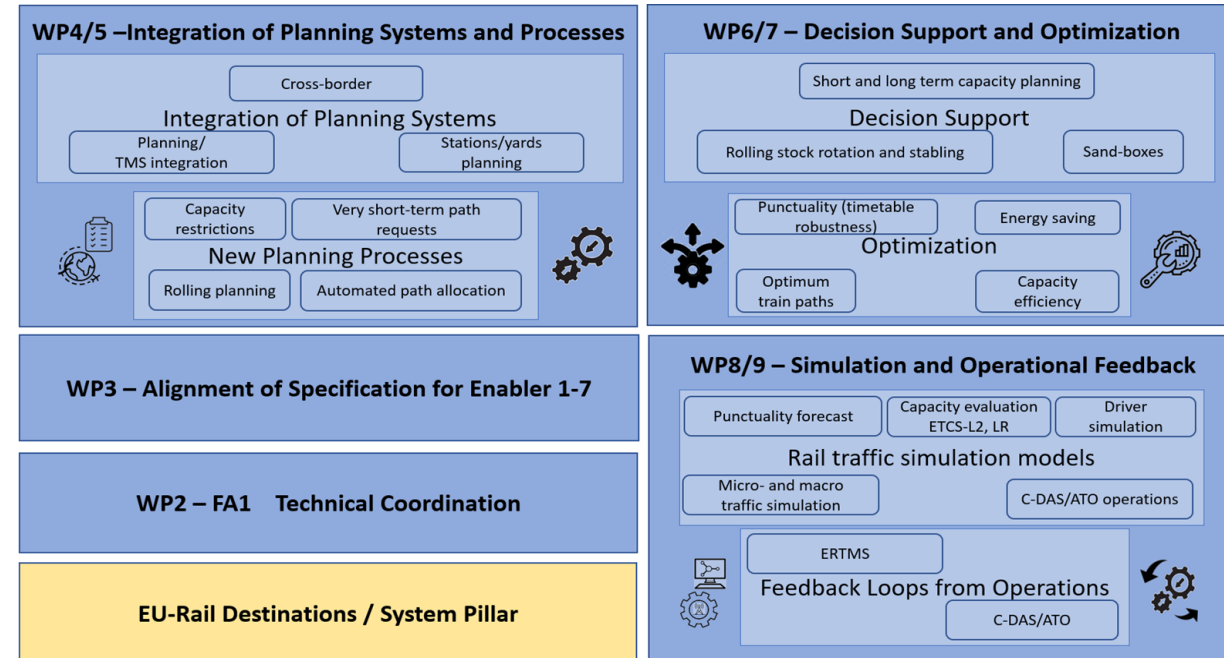 WP4/5 –Integration of Planning Systems and Processes
Cross-border
Integration of Planning Systems
Planning/
TMS integration
Stations/yards
planning
Capacity
restrictions
Very short-term path
requests
New Planning Processes
Rolling planning
Automated path allocation
WP6/7 – Decision Support and Optimization
Short and long term capacity planning
Decision Support
Rolling stock rotation and stabling
Sand-boxes
Punctuality (timetable
robustness)
Energy saving
Optimization
Optimum
train paths
Capacity
efficiency
WP3 – Alignment of Specification for Enabler 1-7
WP2 – FA1 Technical Coordination
EU-Rail Destinations / System Pillar
WP8/9 – Simulation and Operational Feedback
Punctuality forecast
Capacity evaluation
ETCS-L2, LR
Driver
simulation
Rail traffic simulation models
Micro- and macro
traffic simulation
C-DAS/ATO operations
ERTMS
Feedback Loops from Operations
C-DAS/ATO